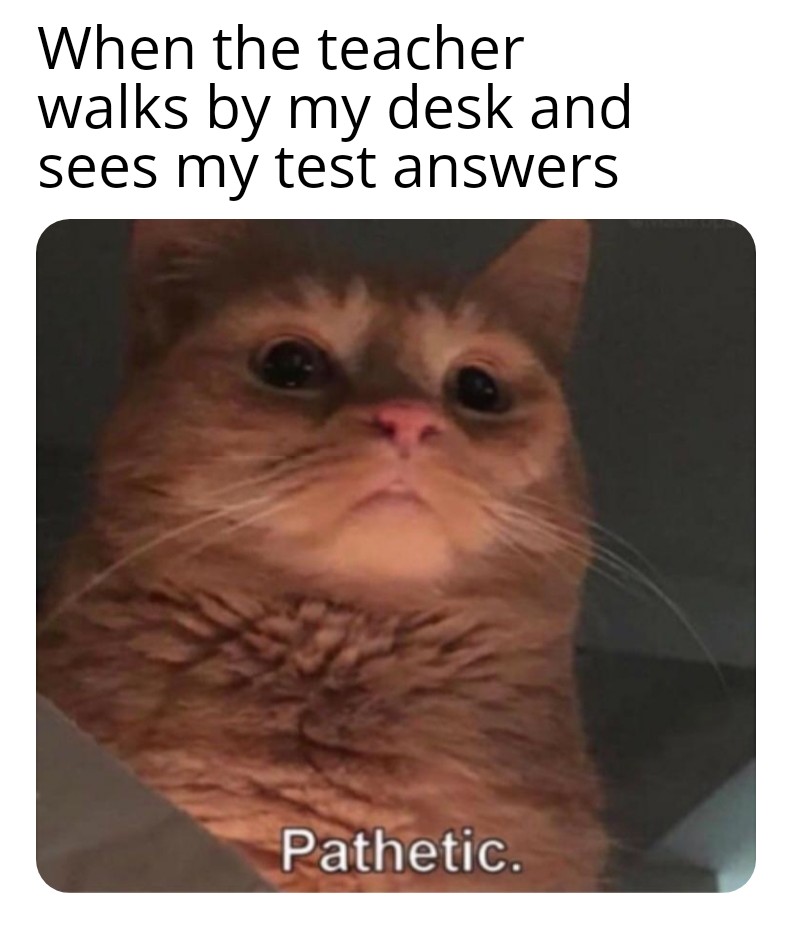 When the teacher
walks by my desk and
sees my test answers
Pathetic.